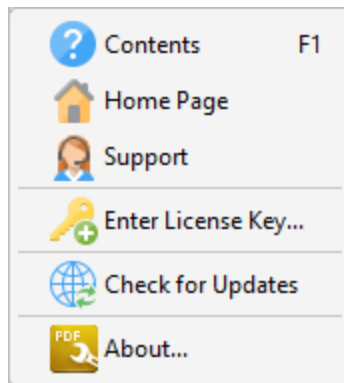 Contents F1
Home Page
Support
Enter License Key...
Check for Updates
PDF
About...